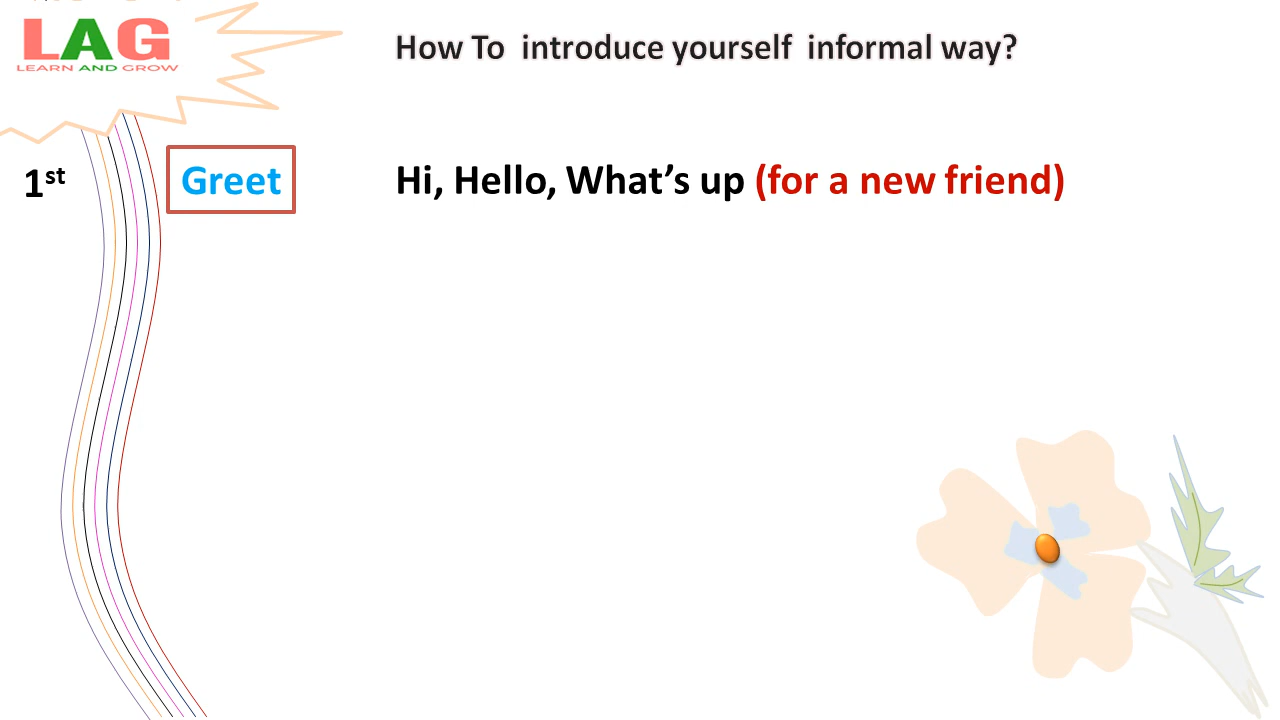 LAG
LEARN AND GROW
How To introduce yourself informal way?
1st Greet Hi, Hello, What’s up (for a new friend)